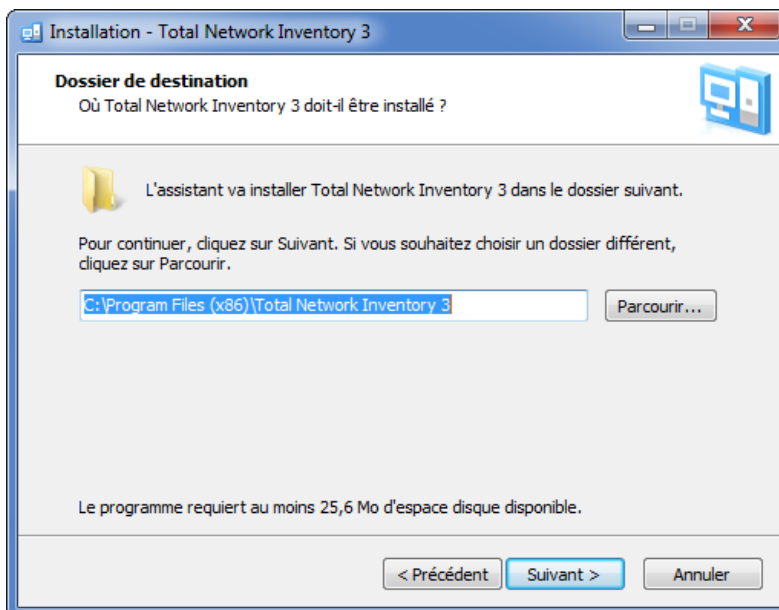 Installation - Total Network Inventory 3
Dossier de destination
Où Total Network Inventory 3 doit-il être installé ?
L'assistant va installer Total Network Inventory 3 dans le dossier suivant.
Pour continuer, cliquez sur Suivant. Si vous souhaitez choisir un dossier différent,
cliquez sur Parcourir.
C:\Program Files (x86)\Total Network Inventory 3
Parcourir...
Le programme requiert au moins 25,6 Mo d'espace disque disponible.
< Précédent
Suivant >
Annuler